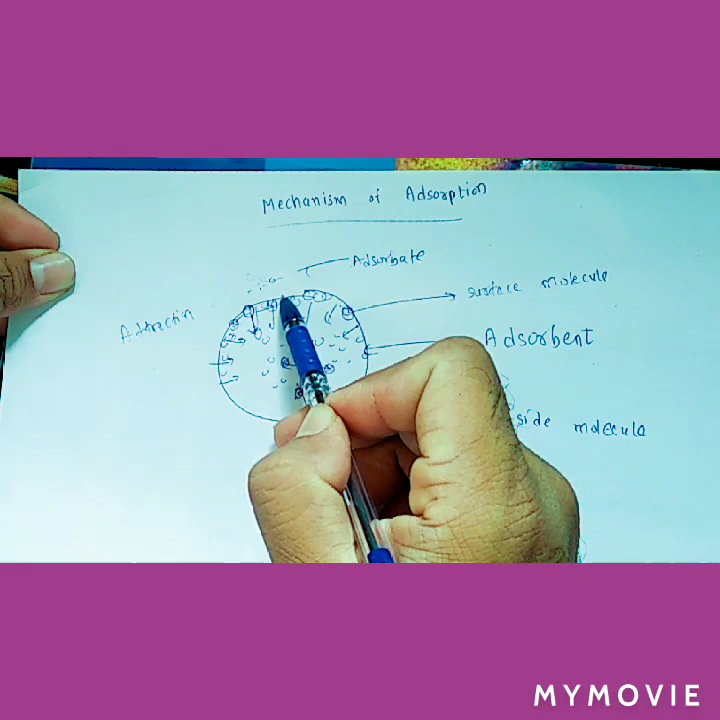 Mechanism of Adsorption
Adsorbate
surface molecule
Attraction
Adsorbent
side molecule
MYMOVIE